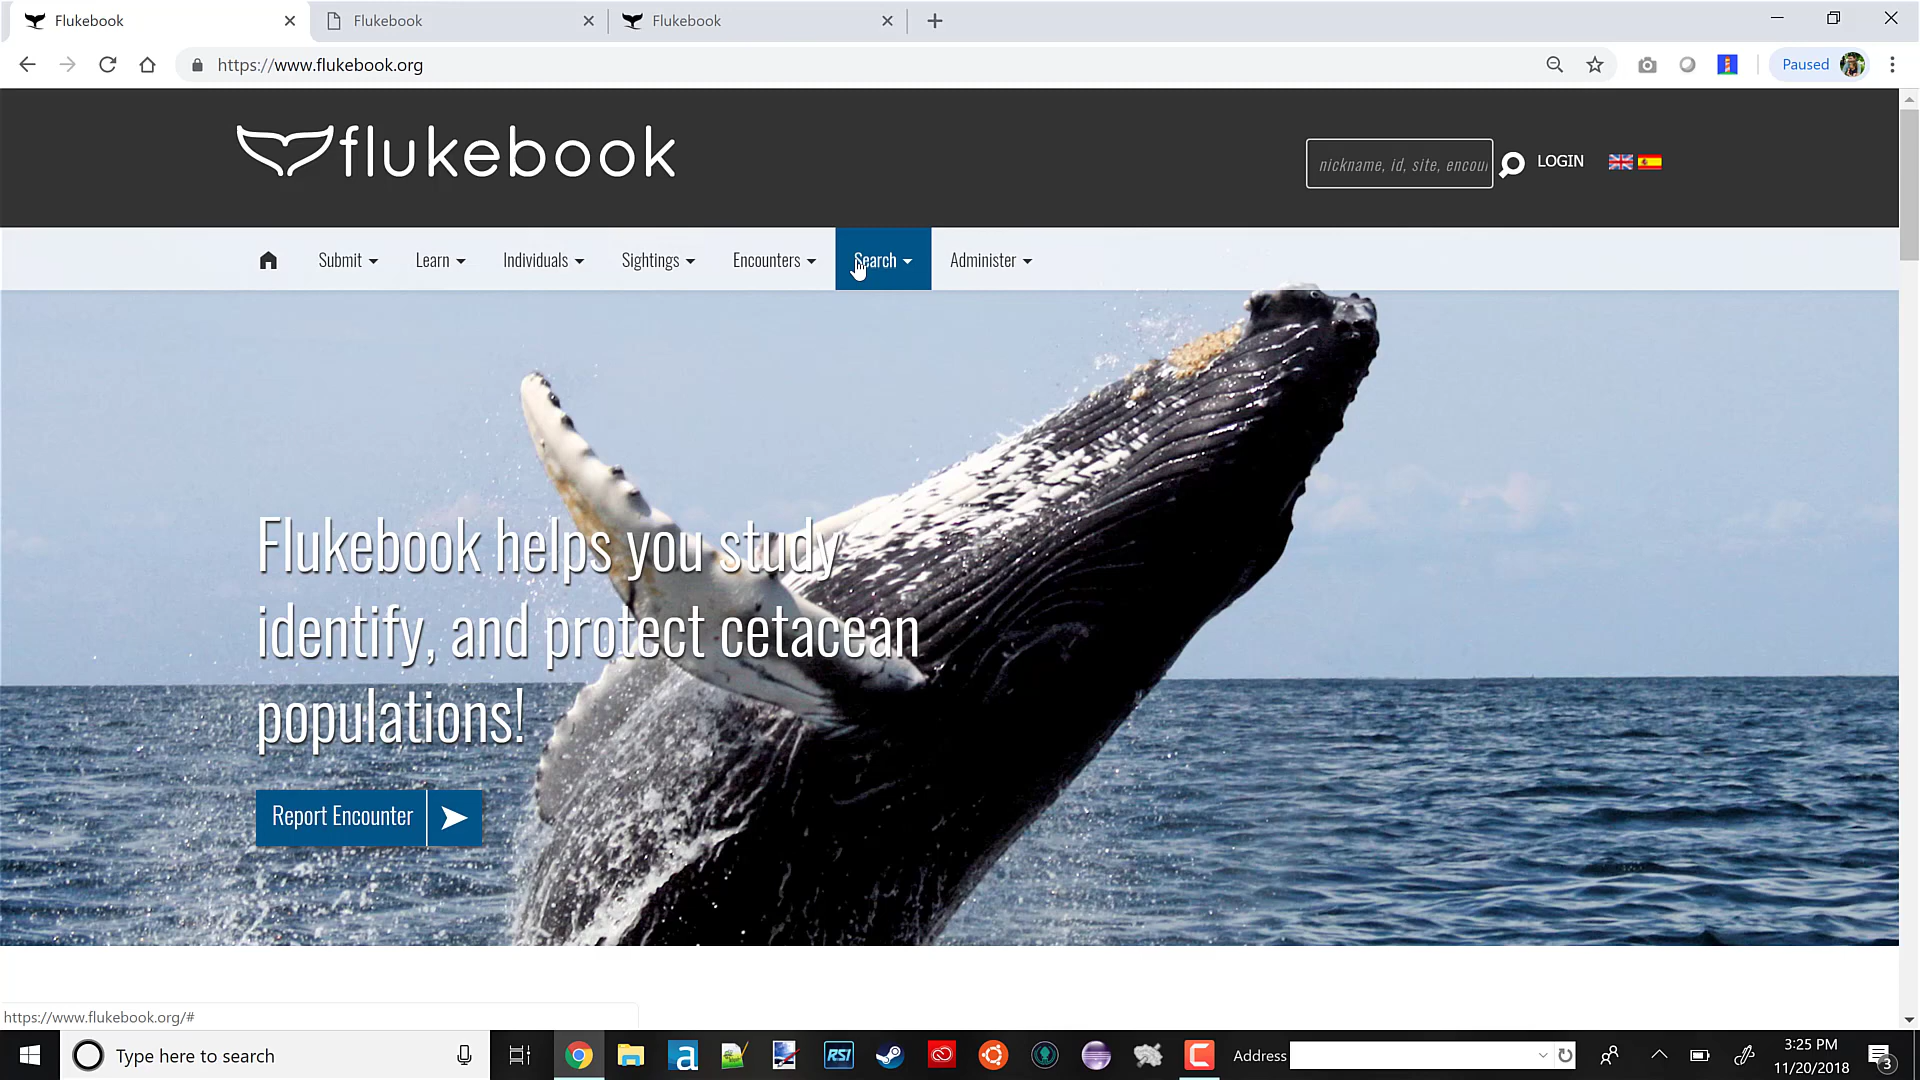 Flukebook
Flukebook
Flukebook
https://www.flukebook.org
Paused
flukebook
nickname, id, site, encou
LOGIN
Submit
Learn
Individuals
Sightings
Encounters
Search
Administer
Flukebook helps you study
identify, and protect cetacean
populations!
Report Encounter
https://www.flukebook.org/#
Type here to search
a
RSI
C
Address
3:25 PM
11/20/2018
3